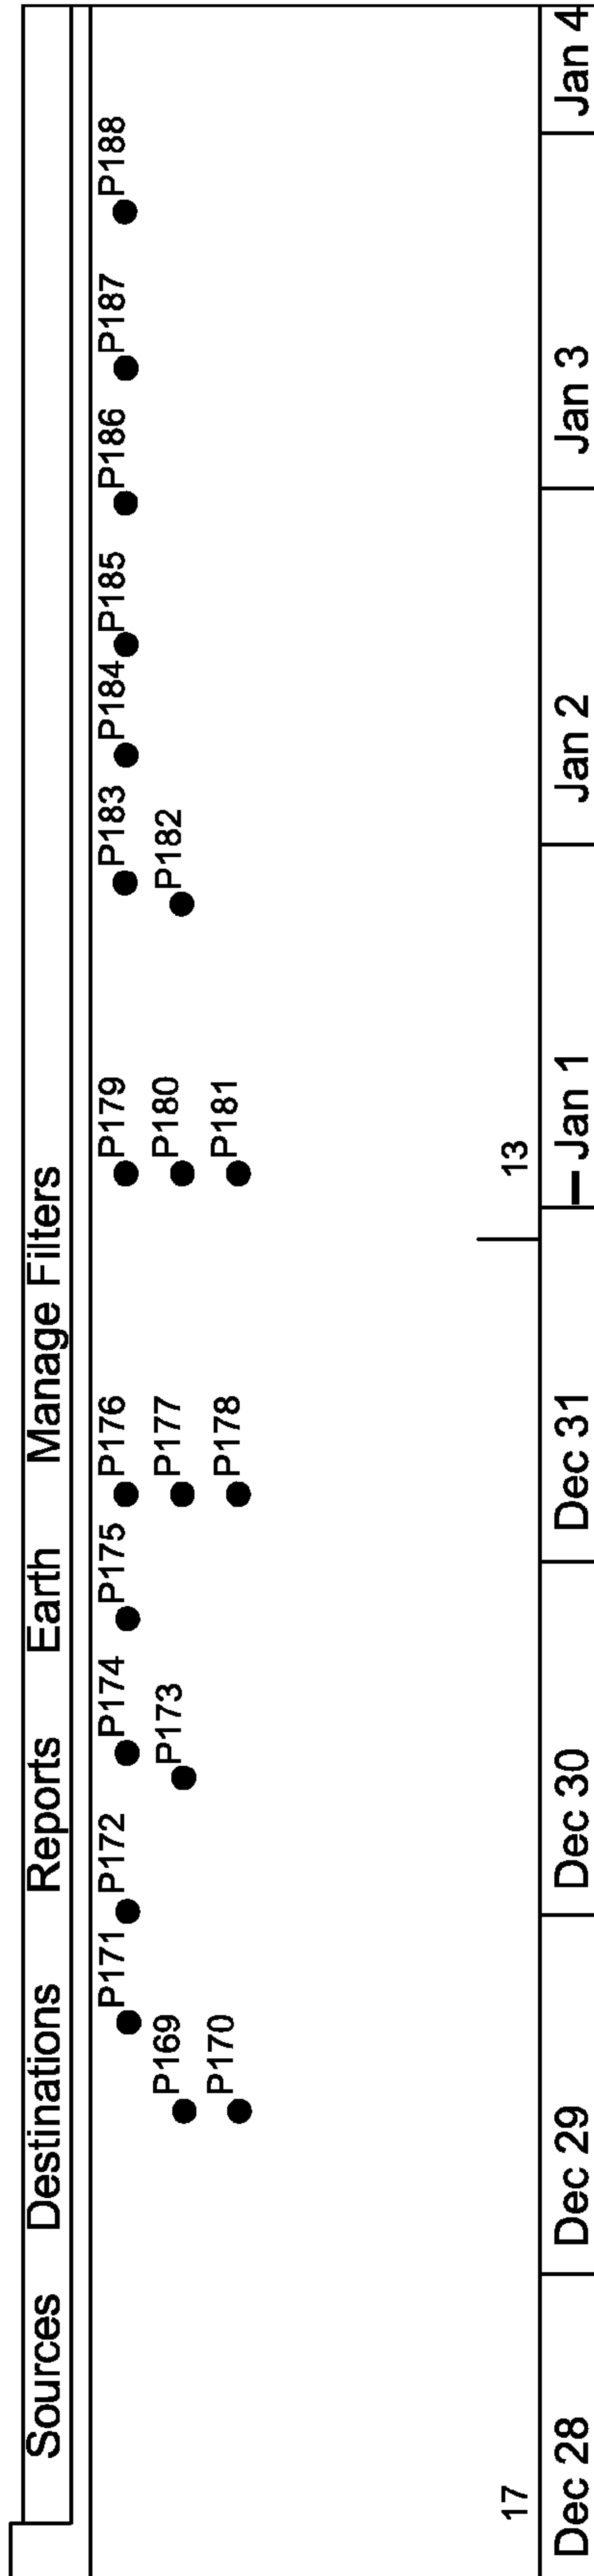 Sources Destinations Reports Earth Manage Filters
P171 P172 P174 P175 P176 P179 P183 P184 P185 P186 P187 P188
P169 P173 P177 P180 P182
P170 P178 P181
17 13
Dec 28 Dec 29 Dec 30 Dec 31 Jan 1 Jan 2 Jan 3 Jan 4